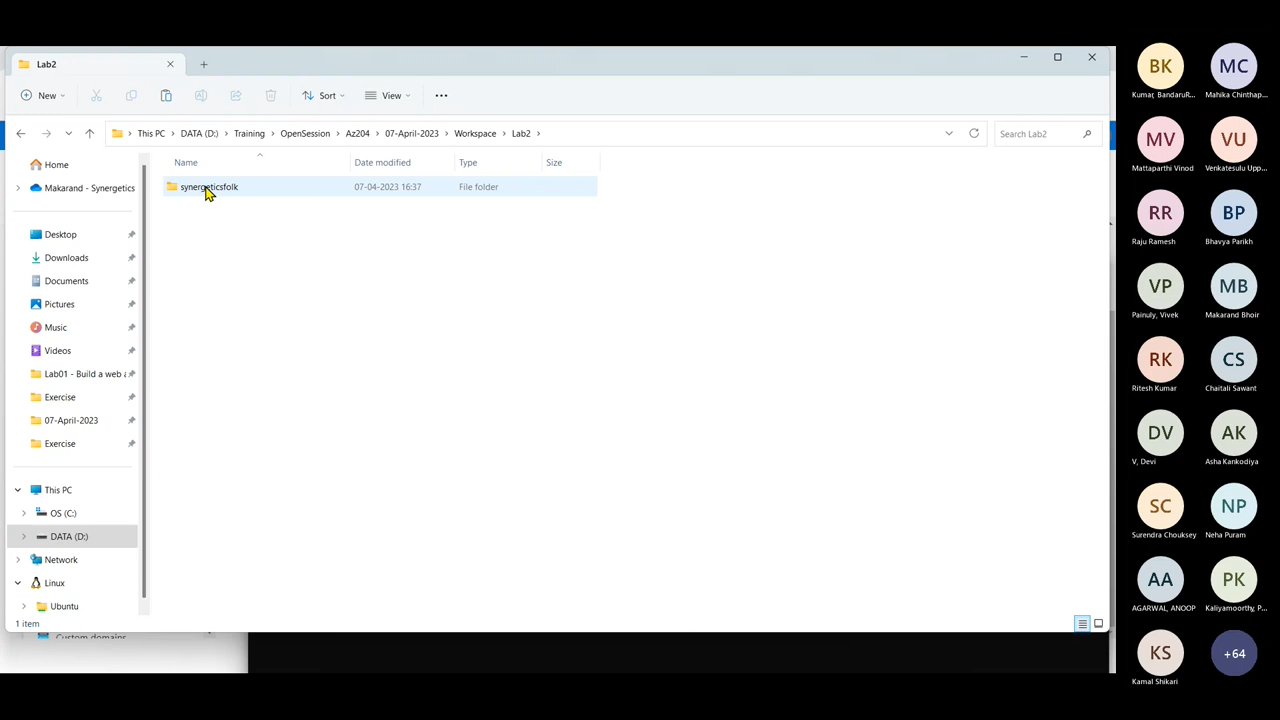 Lab2
New
Sort
View
This PC > DATA (D:) > Training > OpenSession > Az204 > 07-April-2023 > Workspace > Lab2 >
Search Lab2
Name
Date modified
Type
Size
synergeticsfolk
07-04-2023 16:37
File folder
Home
Makarand - Synergetics
Desktop
Downloads
Documents
Pictures
Music
Videos
Lab01 - Build a web a
Exercise
07-April-2023
Exercise
This PC
OS (C:)
DATA (D:)
Network
Linux
Ubuntu
1 item
Custom domains
BK
Kumar, BandaruR...
MC
Mahika Chinthap...
MV
Mattaparthi Vinod
VU
Venkatesulu Upp...
RR
Raju Ramesh
BP
Bhavya Parikh
VP
Painuly, Vivek
MB
Makarand Bhoir
RK
Ritesh Kumar
CS
Chaitali Sawant
DV
V, Devi
AK
Asha Kankodiya
SC
Surendra Chouksey
NP
Neha Puram
AA
AGARWAL, ANOOP
PK
Kaliyamoorthy, P...
KS
Kamal Shikari
+64